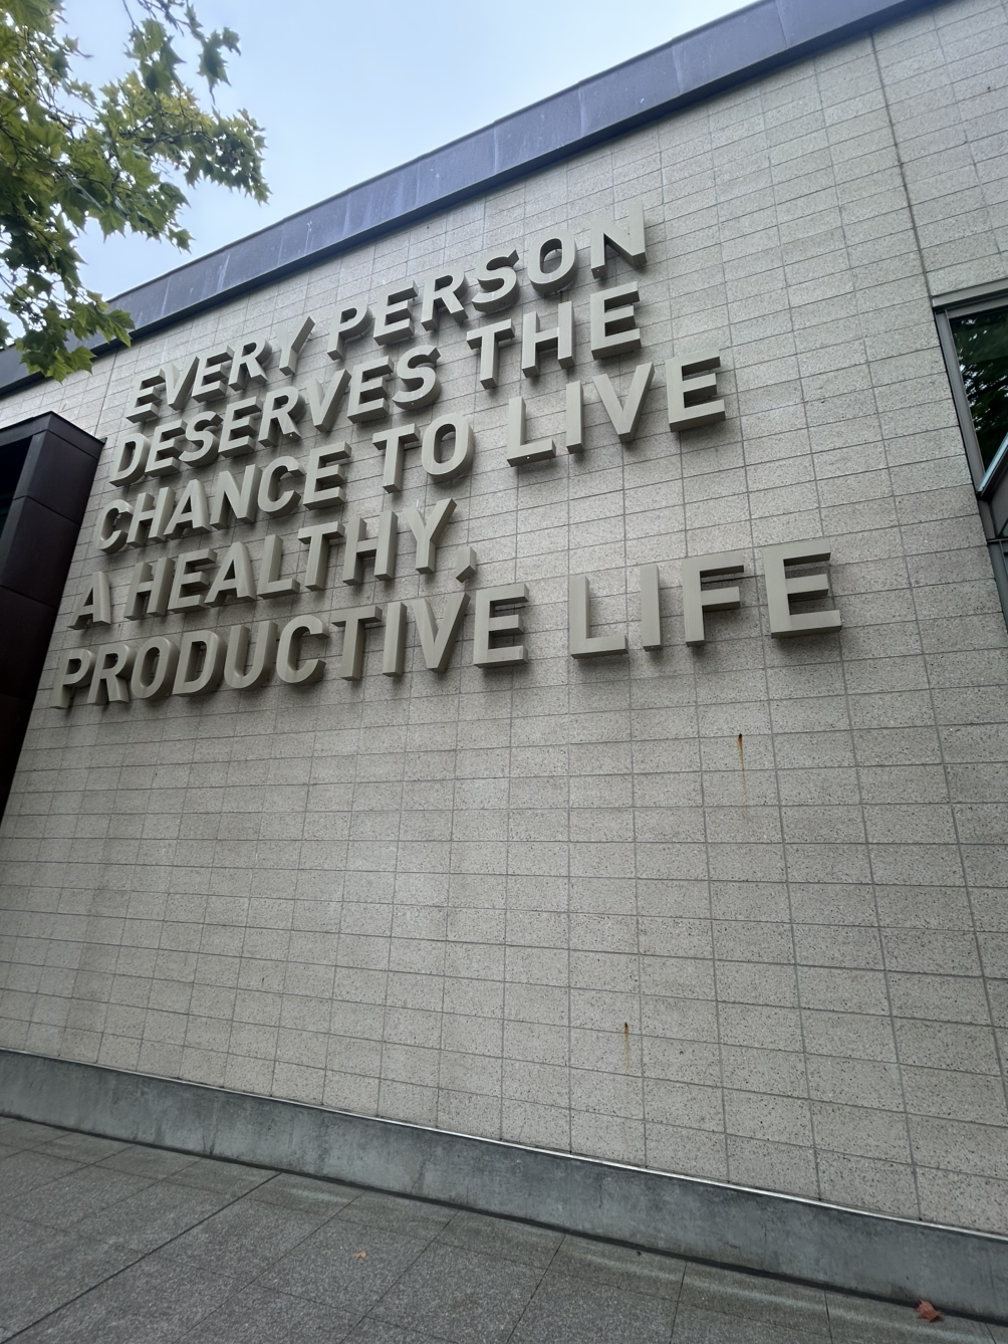 EVERY PERSON
DESERVES THE
CHANCE TO LIVE
A HEALTHY,
PRODUCTIVE LIFE